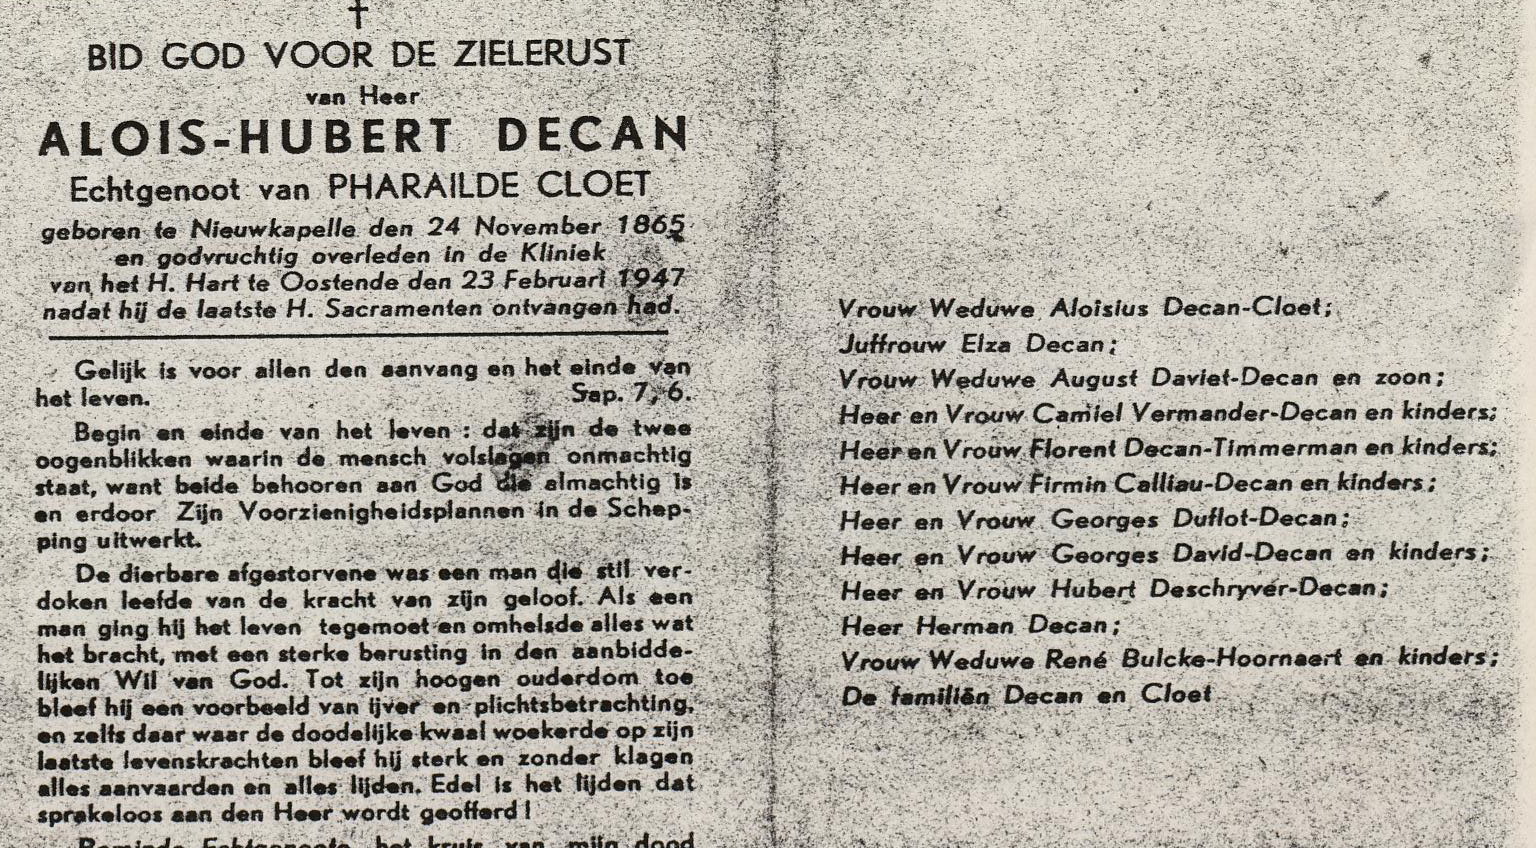 BID GOD VOOR DE ZIELERUST
van Heer
ALOIS-HUBERT DECAN
Echtgenoot van PHARAILDE CLOET
geboren te Nieuwkapelle den 24 November 1865
en godvruchtig overleden in de Kliniek
van het H. Hart te Oostende den 23 Februari 1947
nadat hij de laatste H. Sacramenten ontvangen had.
Gelijk is voor allen den aanvang en het einde van
het leven. Sap. 7, 6.
Begin en einde van het leven : dat zijn de twee
oogenblikken waarin de mensch volslagen onmachtig
staat, want beide behooren aan God die almachtig is
en erdoor Zijn Voorzienigheidsplannen in de Schep-
ping uitwerkt.
De dierbare afgestorvene was een man die stil ver-
doken leefde van de kracht van zijn geloof. Als een
man ging hij het leven tegemoet en omhelsde alles wat
het bracht, met een sterke berusting in den aanbidde-
lijken Wil van God. Tot zijn hoogen ouderdom toe
bleef hij een voorbeeld van ijver en plichtsbetrachting,
en zelfs daar waar de doodelijke kwaal woekerde op zijn
laatste levenskrachten bleef hij sterk en zonder klagen
alles aanvaarden en alles lijden. Edel is het lijden dat
sprakeloos aan den Heer wordt geofferd !
Beminde Echtgenoote, het kruis van mijn dood
Vrouw Weduwe Aloisius Decan-Cloet;
Juffrouw Elza Decan;
Vrouw Weduwe August Daviet-Decan en zoon;
Heer en Vrouw Camiel Vermander-Decan en kinders;
Heer en Vrouw Florent Decan-Timmerman en kinders;
Heer en Vrouw Firmin Calliau-Decan en kinders;
Heer en Vrouw Georges Duflot-Decan;
Heer en Vrouw Georges David-Decan en kinders;
Heer en Vrouw Hubert Deschryver-Decan;
Heer Herman Decan;
Vrouw Weduwe René Bulcke-Hoornaert en kinders;
De familiën Decan en Cloet